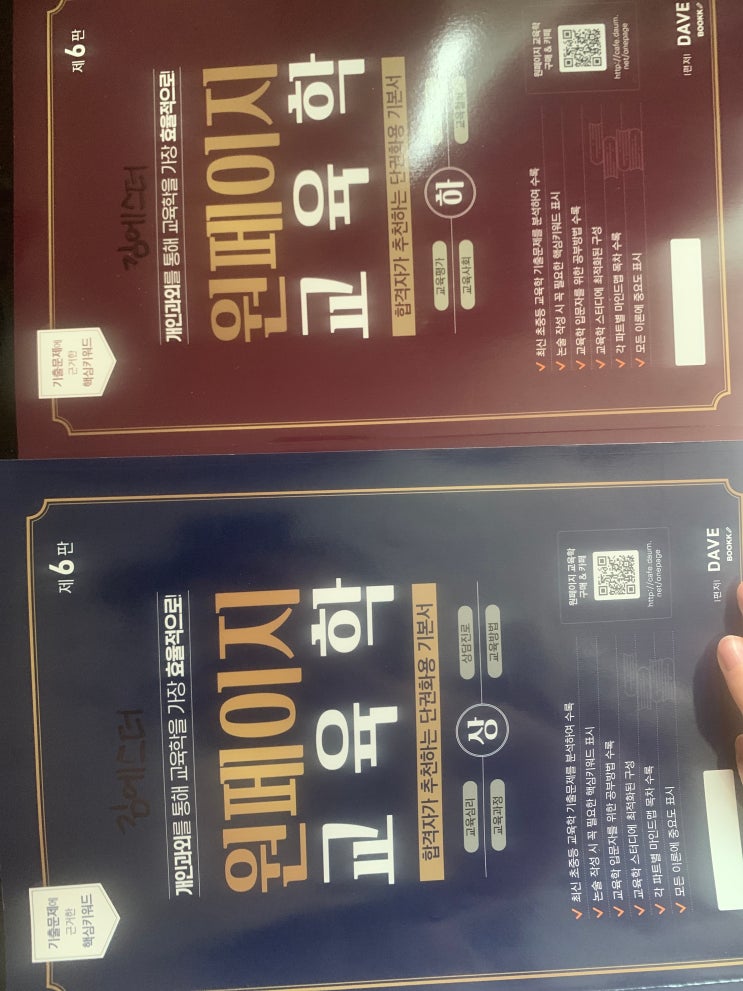 제6판
김에스더
개인과외를 통해 교육학을 가장 효율적으로!
원페이지
교육학
합격자가 추천하는 단권화용 기본서
기출문제에
근거한
핵심키워드
교육평가
교육사회
하
최신 초중등 교육학 기출문제를 분석하여 수록
논술 작성 시 꼭 필요한 핵심키워드 표시
교육학 입문자를 위한 공부방법 수록
교육학 스터디에 최적화된 구성
각 파트별 마인드맵 목차 수록
모든 이론에 중요도 표시
원페이지 교육학
구매 & 카페
http://cafe.daum.
net/onepage
|편저| DAVE
BOOKK
제6판
김에스더
개인과외를 통해 교육학을 가장 효율적으로!
원페이지
교육학
합격자가 추천하는 단권화용 기본서
기출문제에
근거한
핵심키워드
교육심리
상담진로
상
교육과정
교육방법
최신 초중등 교육학 기출문제를 분석하여 수록
논술 작성 시 꼭 필요한 핵심키워드 표시
교육학 입문자를 위한 공부방법 수록
교육학 스터디에 최적화된 구성
각 파트별 마인드맵 목차 수록
모든 이론에 중요도 표시
원페이지 교육학
구매 & 카페
http://cafe.daum.
net/onepage
|편저| DAVE
BOOKK